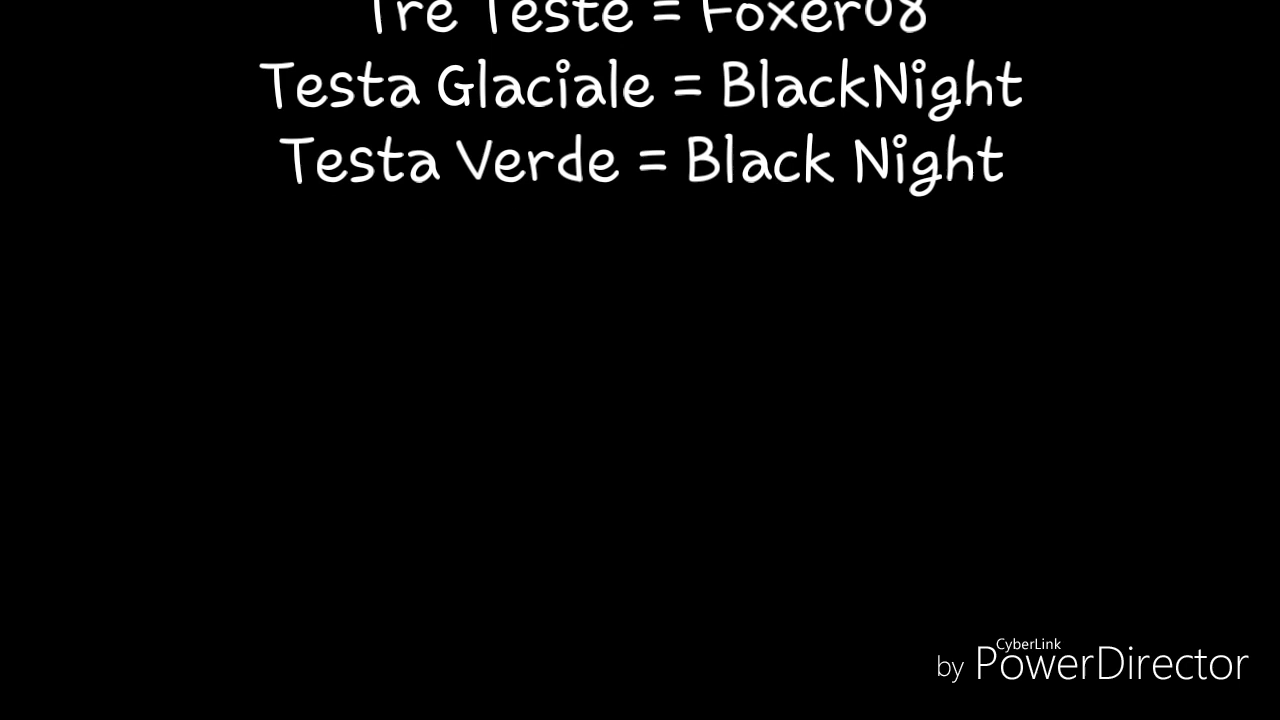 Tre Teste = Foxer08
Testa Glaciale = BlackNight
Testa Verde = Black Night
CyberLink
by PowerDirector